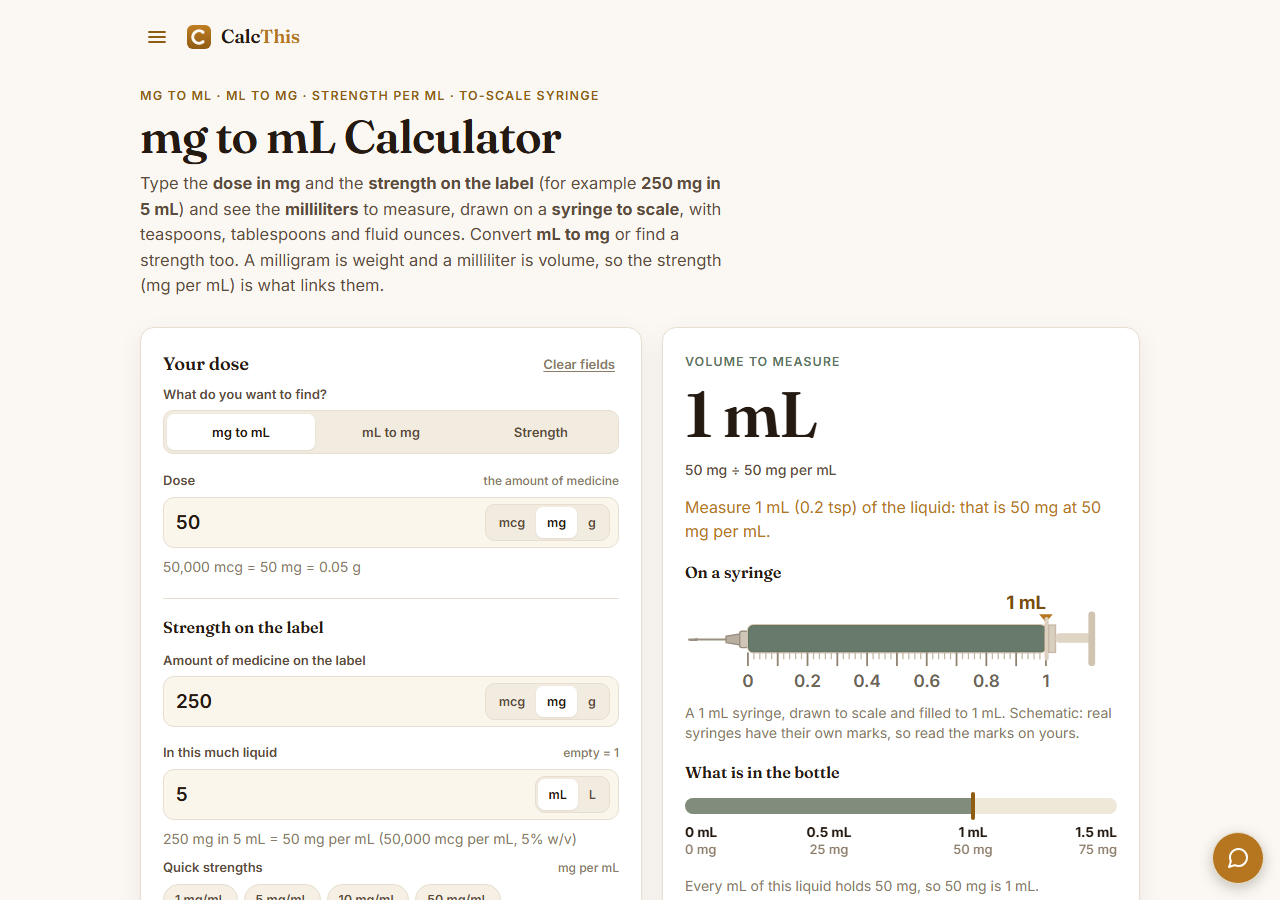 CalcThis
MG TO ML · ML TO MG · STRENGTH PER ML · TO-SCALE SYRINGE
mg to mL Calculator
Type the dose in mg and the strength on the label (for example 250 mg in
5 mL) and see the milliliters to measure, drawn on a syringe to scale, with
teaspoons, tablespoons and fluid ounces. Convert mL to mg or find a
strength too. A milligram is weight and a milliliter is volume, so the strength
(mg per mL) is what links them.
Your dose
Clear fields
What do you want to find?
mg to mL
mL to mg
Strength
Dose
the amount of medicine
50
mcg
mg
g
50,000 mcg = 50 mg = 0.05 g
Strength on the label
Amount of medicine on the label
250
mcg
mg
g
In this much liquid
empty = 1
5
mL
L
250 mg in 5 mL = 50 mg per mL (50,000 mcg per mL, 5% w/v)
Quick strengths
mg per mL
1 mg/mL
5 mg/mL
10 mg/mL
50 mg/mL
VOLUME TO MEASURE
1 mL
50 mg ÷ 50 mg per mL
Measure 1 mL (0.2 tsp) of the liquid: that is 50 mg at 50
mg per mL.
On a syringe
1 mL
0 0.2 0.4 0.6 0.8 1
A 1 mL syringe, drawn to scale and filled to 1 mL. Schematic: real
syringes have their own marks, so read the marks on yours.
What is in the bottle
0 mL 0.5 mL 1 mL 1.5 mL
0 mg 25 mg 50 mg 75 mg
Every mL of this liquid holds 50 mg, so 50 mg is 1 mL.